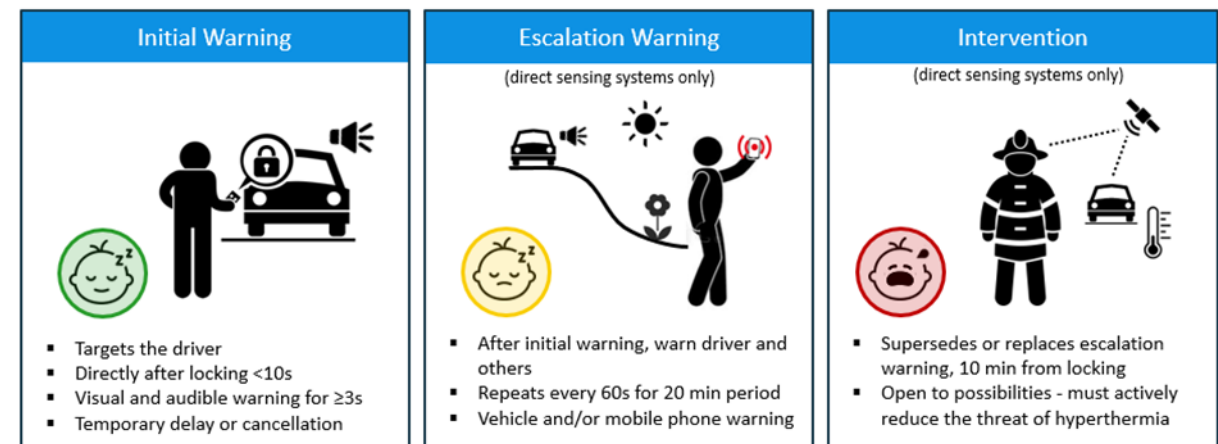 Initial Warning
Targets the driver
Directly after locking <10s
Visual and audible warning for ≥3s
Temporary delay or cancellation
Escalation Warning
(direct sensing systems only)
After initial warning, warn driver and
others
Repeats every 60s for 20 min period
Vehicle and/or mobile phone warning
Intervention
(direct sensing systems only)
Supersedes or replaces escalation
warning, 10 min from locking
Open to possibilities - must actively
reduce the threat of hyperthermia